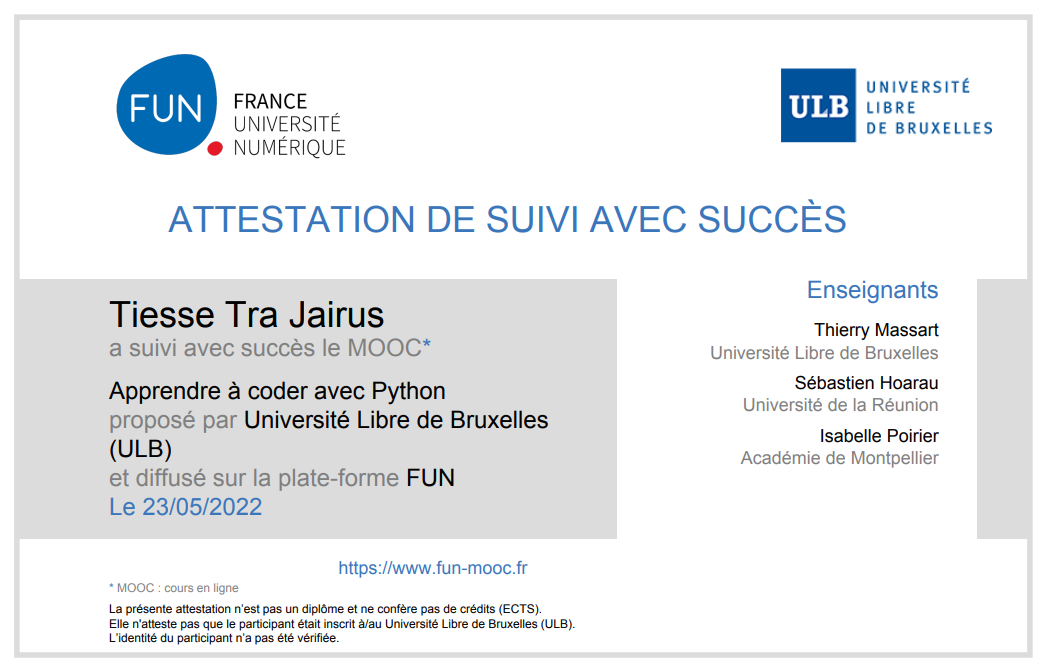 FUN
FRANCE
UNIVERSITÉ
NUMÉRIQUE
ULB
UNIVERSITÉ
LIBRE
DE BRUXELLES
ATTESTATION DE SUIVI AVEC SUCCÈS
Tiesse Tra Jairus
a suivi avec succès le MOOC*
Apprendre à coder avec Python
proposé par Université Libre de Bruxelles
(ULB)
et diffusé sur la plate-forme FUN
Le 23/05/2022
Enseignants
Thierry Massart
Université Libre de Bruxelles
Sébastien Hoarau
Université de la Réunion
Isabelle Poirier
Académie de Montpellier
https://www.fun-mooc.fr
* MOOC : cours en ligne
La présente attestation n'est pas un diplôme et ne confère pas de crédits (ECTS).
Elle n'atteste pas que le participant était inscrit à/au Université Libre de Bruxelles (ULB).
L'identité du participant n'a pas été vérifiée.